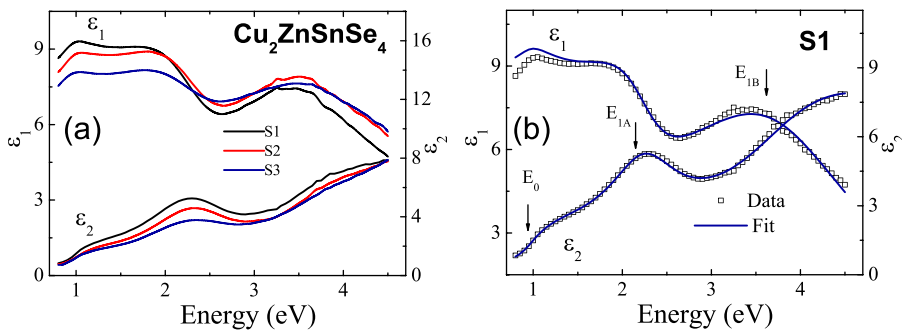 Cu2ZnSnSe4
ε1
(a)
S1
S2
S3
ε2
ε1
9
6
3
0
16
12
8
4
0
ε2
1
2
3
4
Energy (eV)
S1
ε1
E1B
E1A
(b)
E0
Data
Fit
ε2
ε1
9
6
3
9
6
3
0
ε2
1
2
3
4
5
Energy (eV)